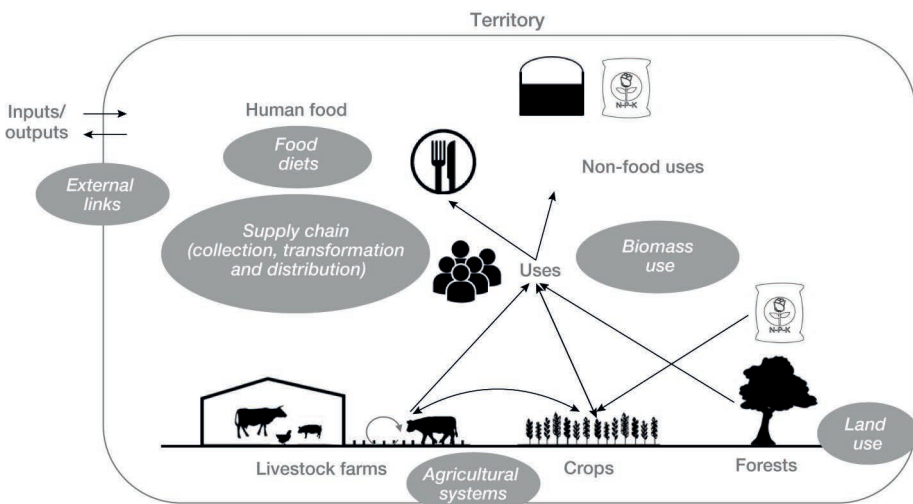 Territory
Inputs/
outputs
Human food
N-P-K
Food
diets
Non-food uses
External
links
Supply chain
(collection, transformation
and distribution)
Uses
Biomass
use
N-P-K
Land
use
Livestock farms
Crops
Forests
Agricultural
systems